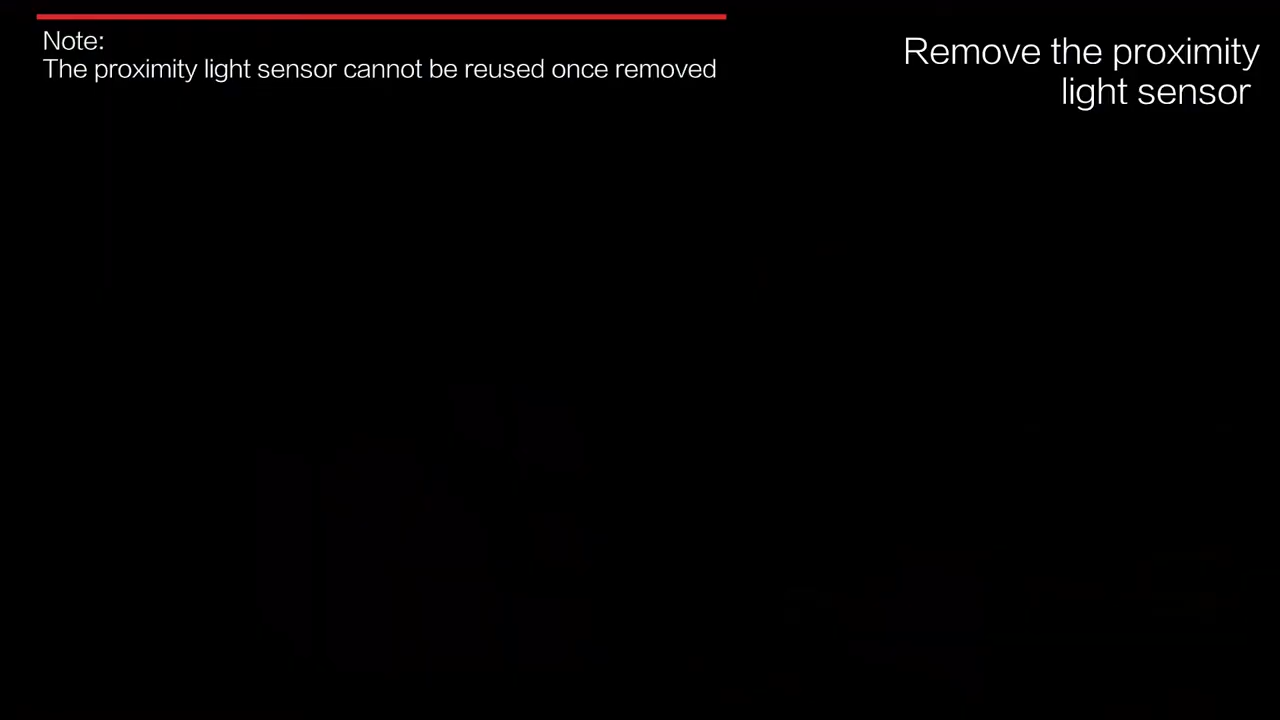 Note:
The proximity light sensor cannot be reused once removed
Remove the proximity
light sensor